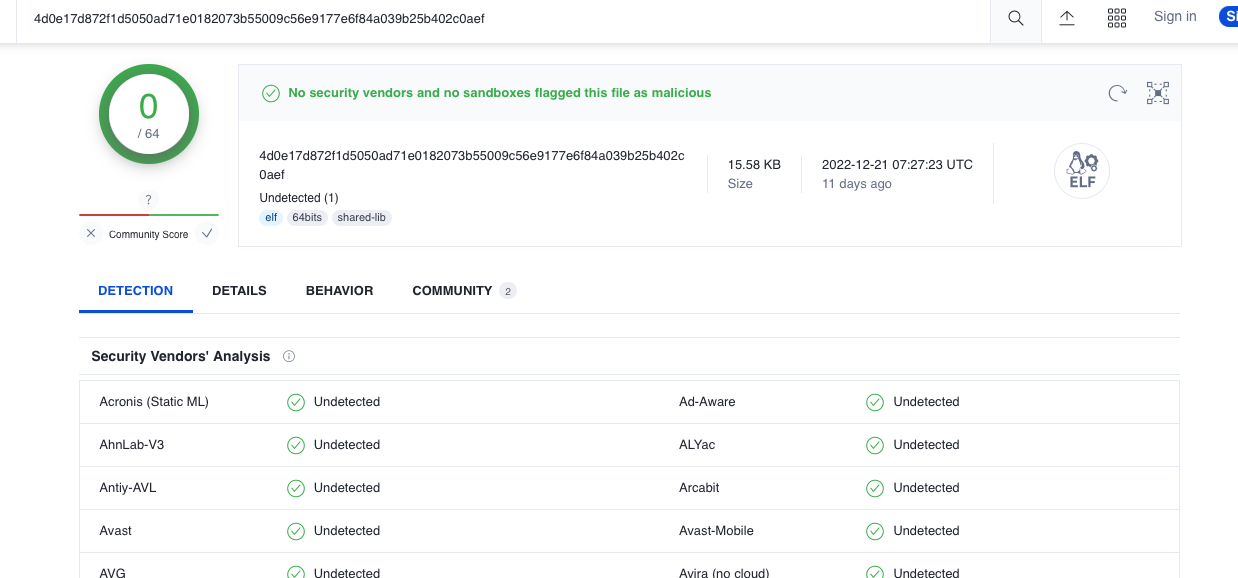 4d0e17d872f1d5050ad71e0182073b55009c56e9177e6f84a039b25b402c0aef
Sign in
Si
0
/ 64
?
Community Score
No security vendors and no sandboxes flagged this file as malicious
4d0e17d872f1d5050ad71e0182073b55009c56e9177e6f84a039b25b402c
0aef
Undetected (1)
elf 64bits shared-lib
15.58 KB
Size
2022-12-21 07:27:23 UTC
11 days ago
ELF
DETECTION DETAILS BEHAVIOR COMMUNITY 2
Security Vendors' Analysis
Acronis (Static ML) Undetected Ad-Aware Undetected
AhnLab-V3 Undetected ALYac Undetected
Antiy-AVL Undetected Arcabit Undetected
Avast Undetected Avast-Mobile Undetected
AVG Undetected Avira (no cloud) Undetected